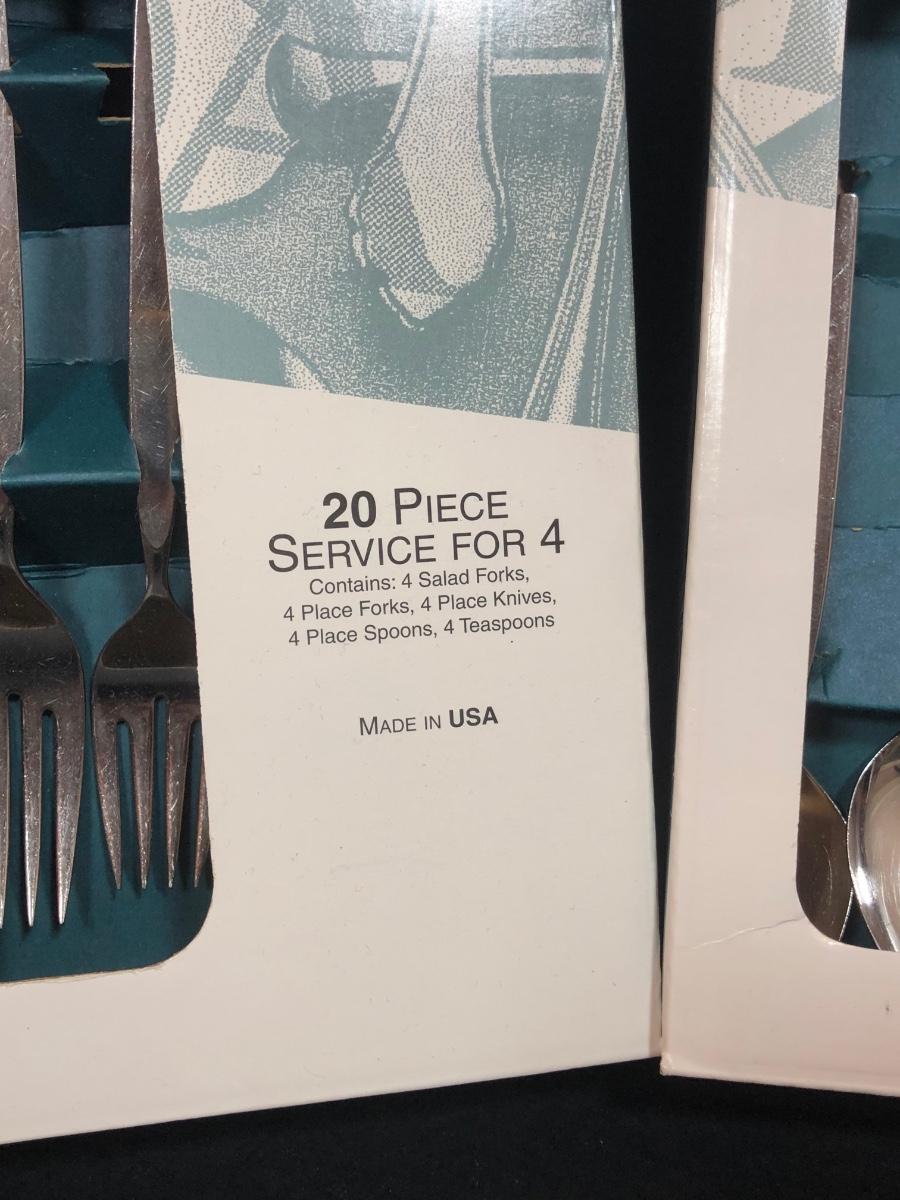 20 PIECE
SERVICE FOR 4
Contains: 4 Salad Forks,
4 Place Forks, 4 Place Knives,
4 Place Spoons, 4 Teaspoons
MADE IN USA